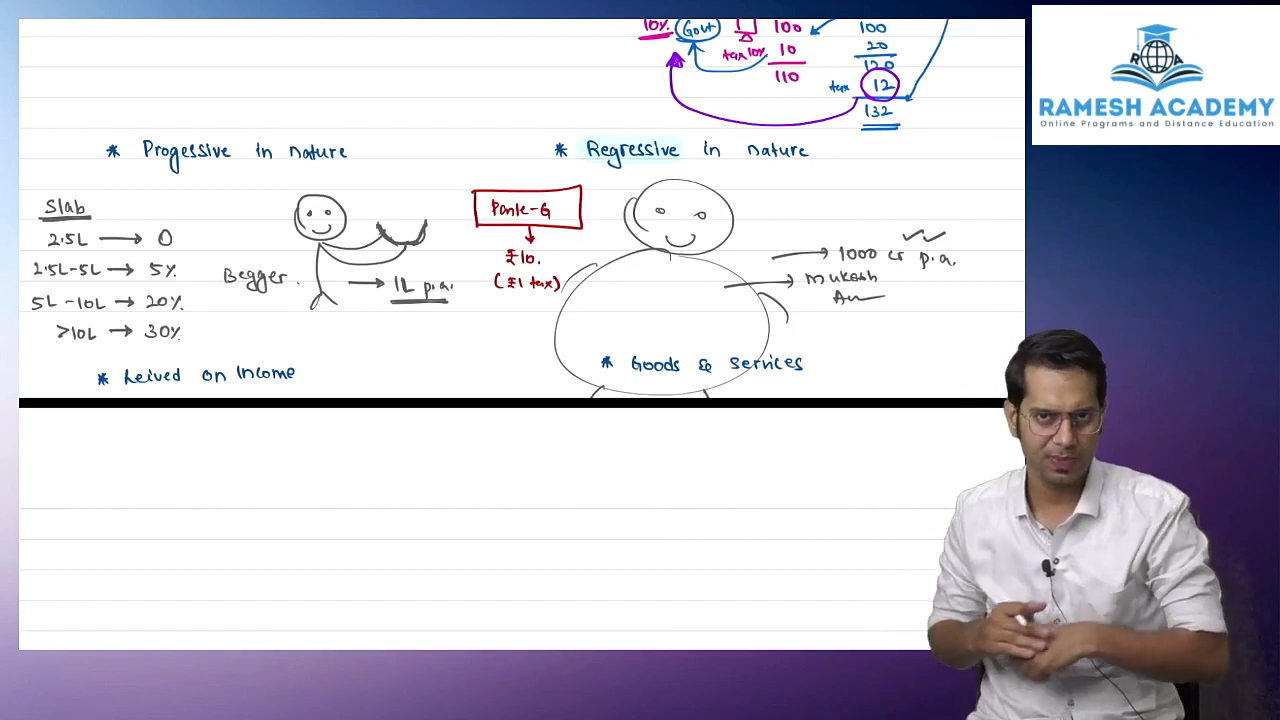 10% Govt 100 100
tax 10% 10 20
110 120
tax 12
132
RAMESH ACADEMY
Online Programs and Distance Education
R A
* Progessive in nature * Regressive in nature
Slab
2.5L → 0
2.5L-5L → 5%
5L -10L → 20%
>10L → 30%
Begger. → 1L p.a.
Parle-G
₹10.
(₹1 tax)
→ 1000 cr p.a.
→ Mukesh
* Leived on Income * Goods & Services